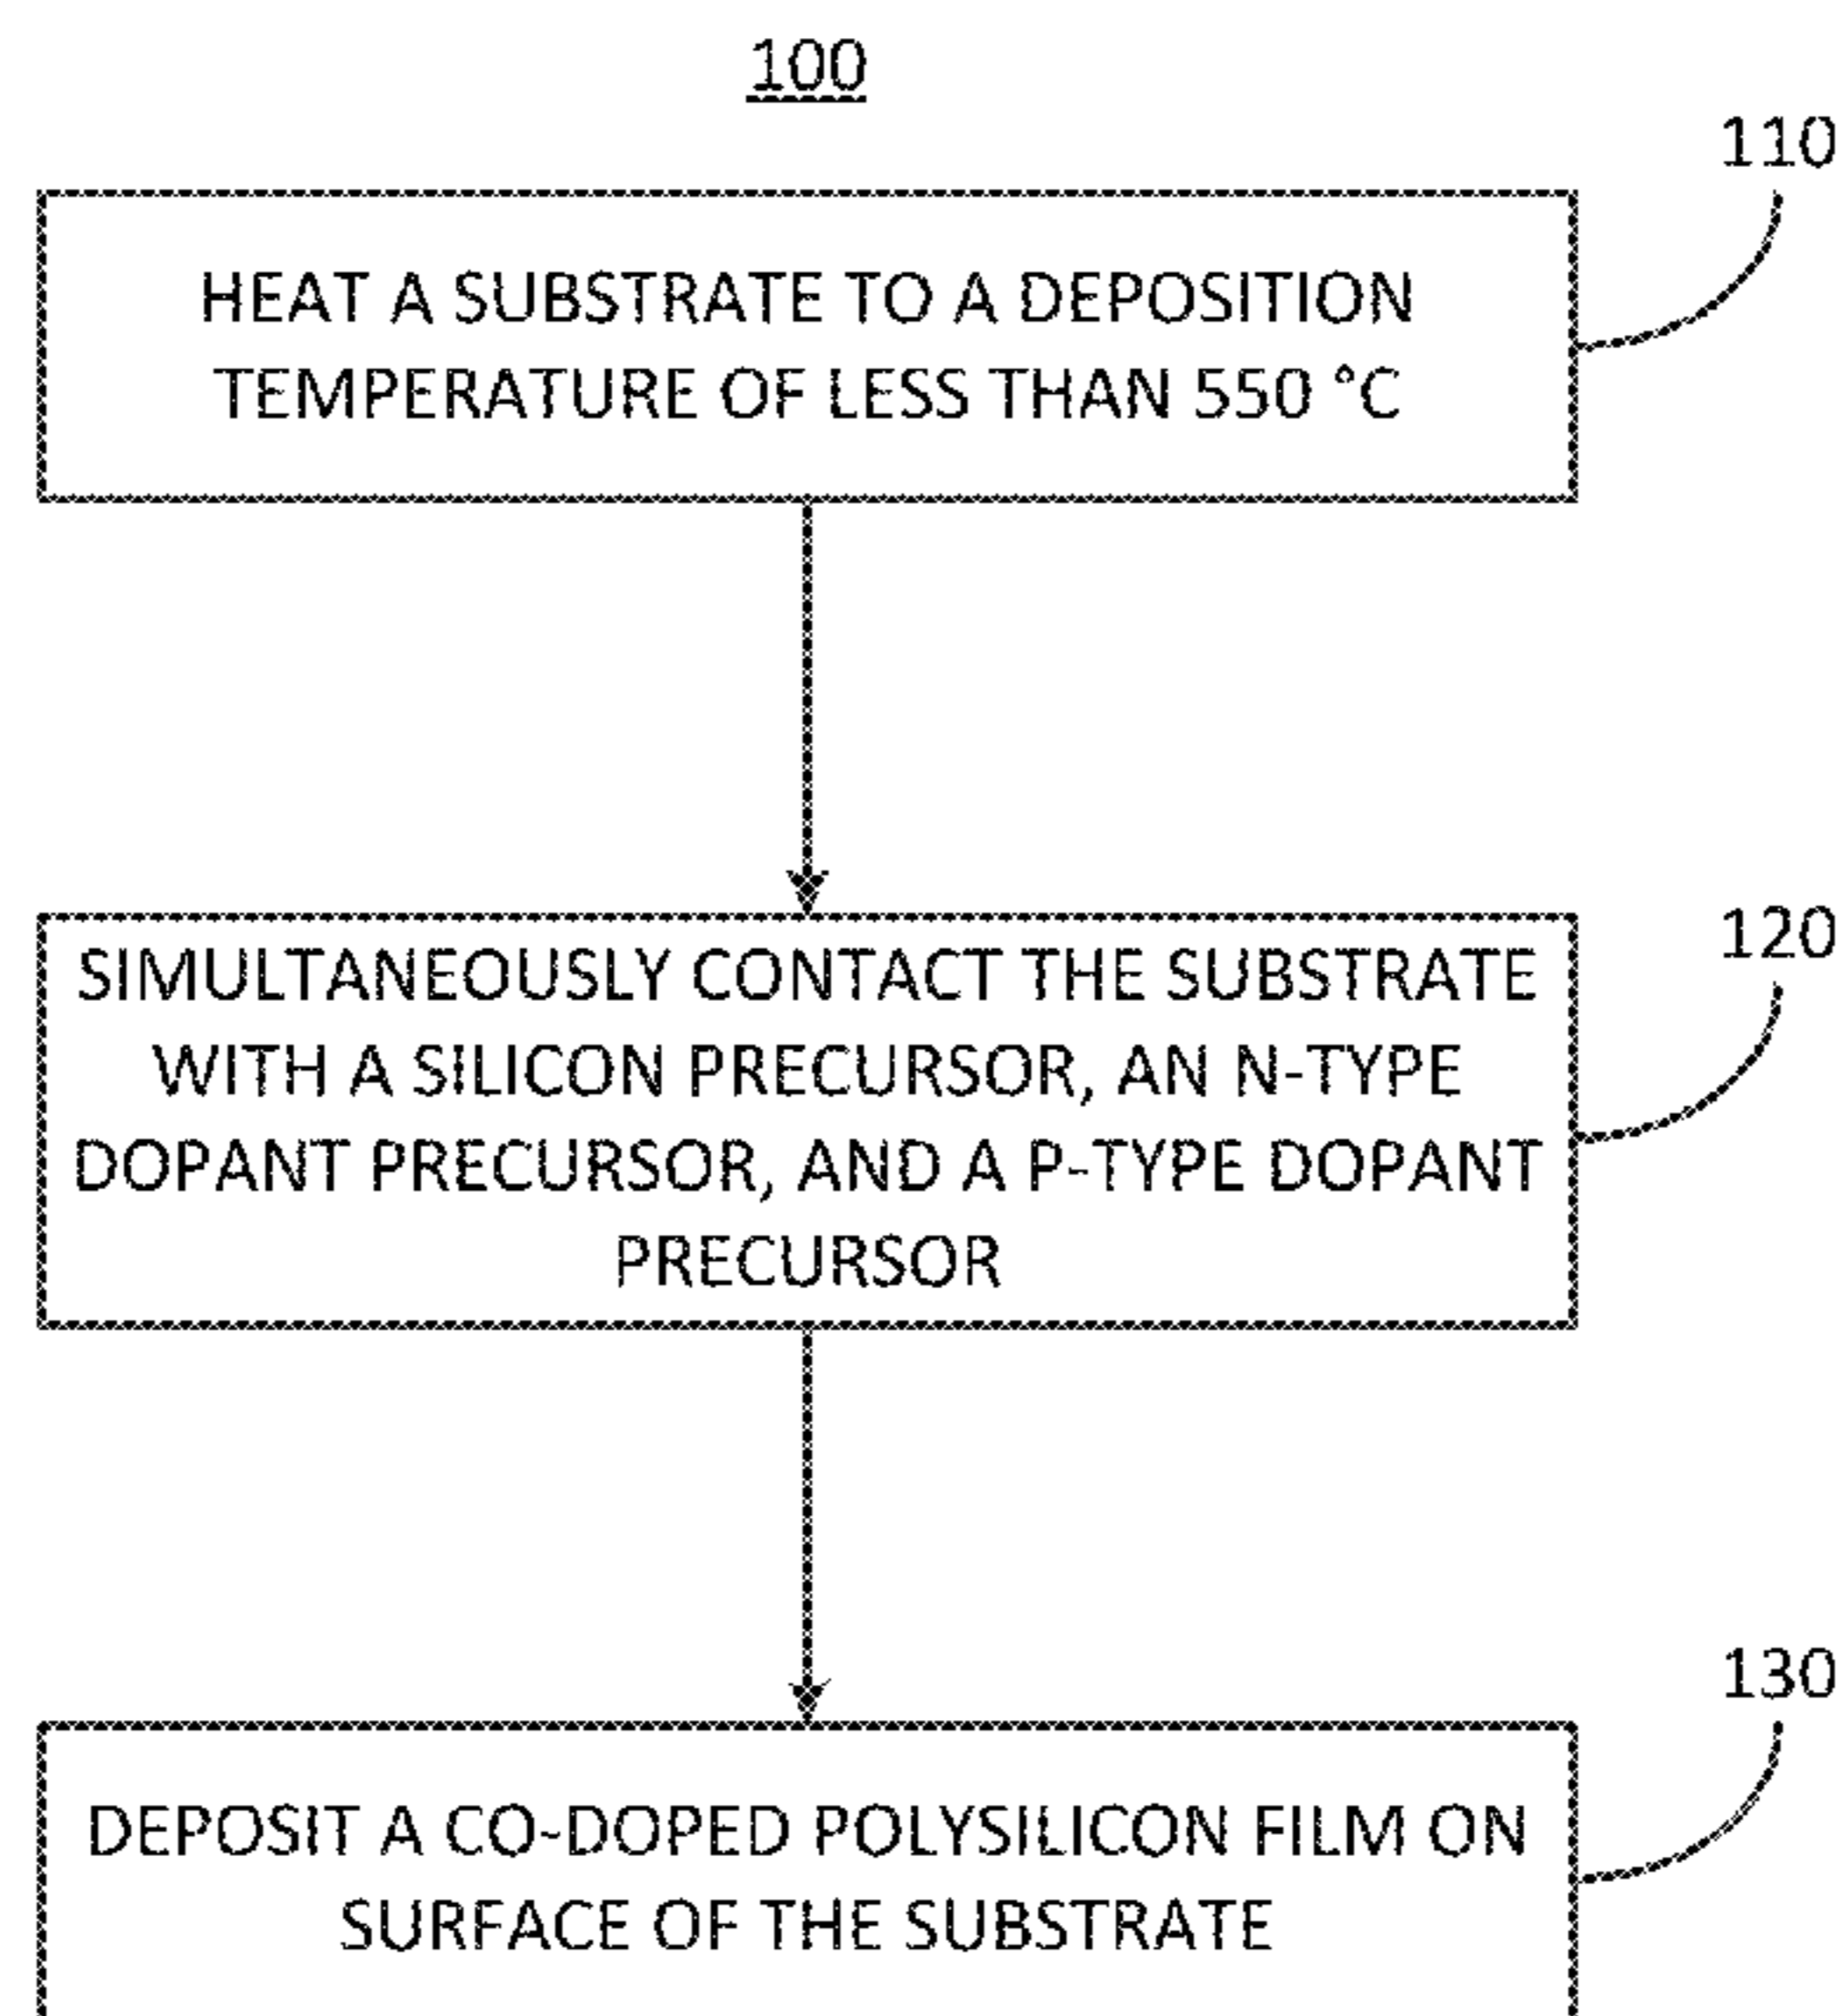 100
110
HEAT A SUBSTRATE TO A DEPOSITION
TEMPERATURE OF LESS THAN 550 °C
120
SIMULTANEOUSLY CONTACT THE SUBSTRATE
WITH A SILICON PRECURSOR, AN N-TYPE
DOPANT PRECURSOR, AND A P-TYPE DOPANT
PRECURSOR
130
DEPOSIT A CO-DOPED POLYSILICON FILM ON
SURFACE OF THE SUBSTRATE